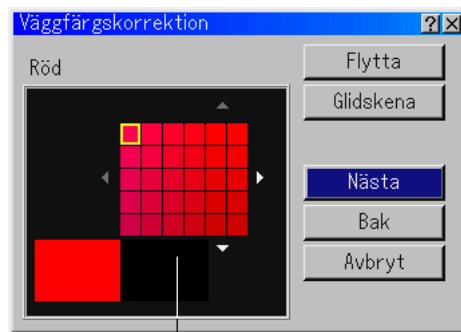 Väggfärgskorrektion
Röd
Flytta
Glidskena
Nästa
Bak
Avbryt